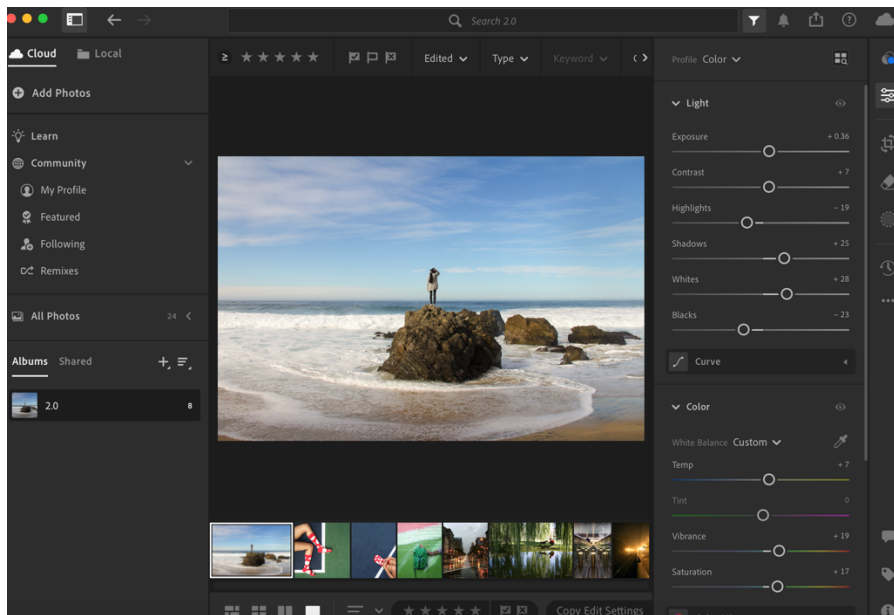 Search 2.0
Cloud Local
Add Photos
Learn
Community
My Profile
Featured
Following
Remixes
All Photos 24
Albums Shared
2.0 8
≥ Edited Type Keyword
Profile Color
Light
Exposure + 0.36
Contrast + 7
Highlights – 19
Shadows + 25
Whites + 28
Blacks – 23
Curve
Color
White Balance Custom
Temp + 7
Tint 0
Vibrance + 19
Saturation + 17
Copy Edit Settings